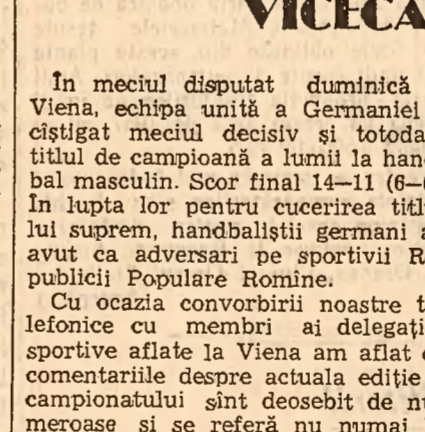 VICECA
În meciul disputat duminică
Viena, echipa unită a Germaniei
cîștigat meciul decisiv și totoda
titlul de campioană a lumii la han
bal masculin. Scor final 14—11 (6—
În lupta lor pentru cucerirea titl
lui suprem, handbaliștii germani a
avut ca adversari pe sportivii R
publicii Populare Romîne.
Cu ocazia convorbirii noastre t
lefonice cu membri ai delegați
sportive aflate la Viena am aflat
comentariile despre actuala ediție
campionatului sînt deosebit de nu
meroase și se referă nu numai